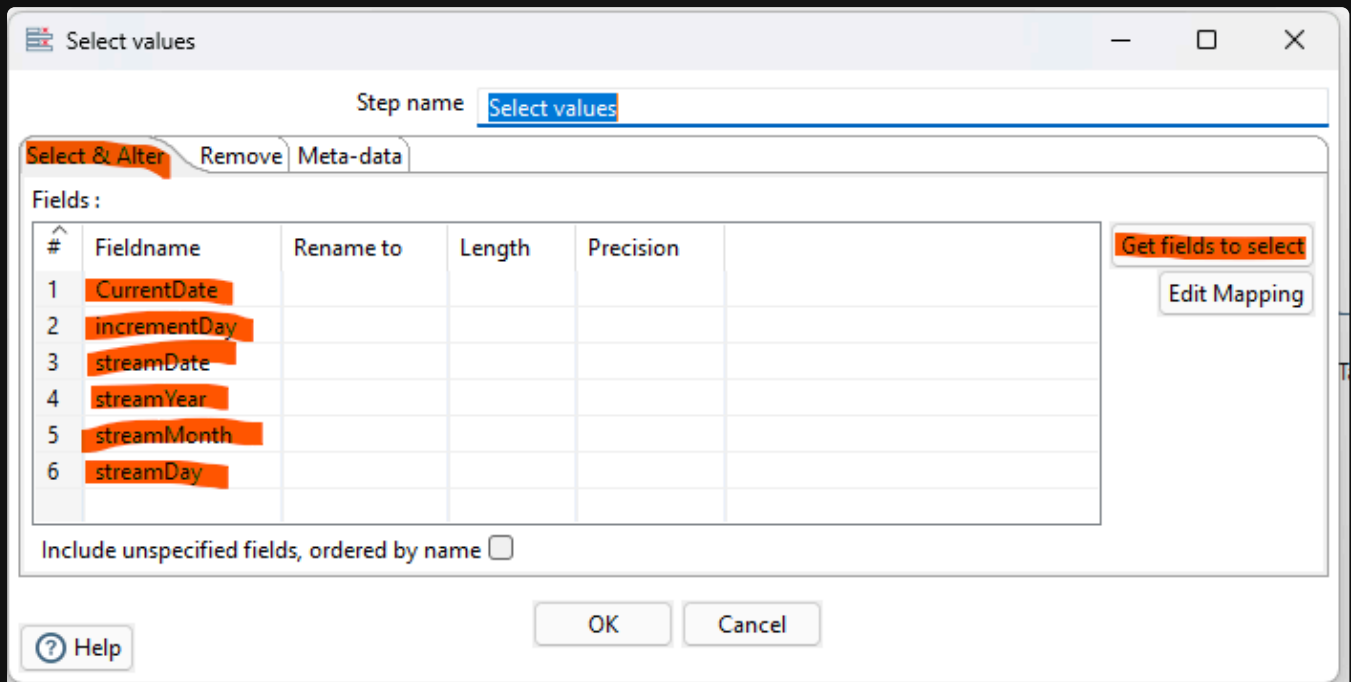 Select values
Step name Select values
Select & Alter Remove Meta-data
Fields :
# Fieldname Rename to Length Precision
Get fields to select
1 CurrentDate
Edit Mapping
2 incrementDay
3 streamDate
4 streamYear
5 streamMonth
6 streamDay
Include unspecified fields, ordered by name
OK Cancel
? Help